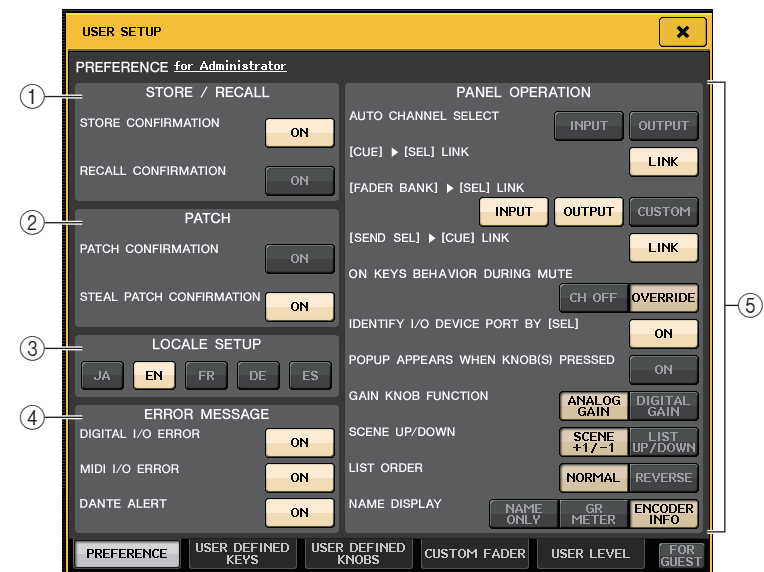 USER SETUP
PREFERENCE for Administrator
① STORE / RECALL
STORE CONFIRMATION ON
RECALL CONFIRMATION ON
② PATCH
PATCH CONFIRMATION ON
STEAL PATCH CONFIRMATION ON
③ LOCALE SETUP
JA EN FR DE ES
④ ERROR MESSAGE
DIGITAL I/O ERROR ON
MIDI I/O ERROR ON
DANTE ALERT ON
PANEL OPERATION
AUTO CHANNEL SELECT INPUT OUTPUT
[CUE] ▶ [SEL] LINK LINK
[FADER BANK] ▶ [SEL] LINK
INPUT OUTPUT CUSTOM
[SEND SEL] ▶ [CUE] LINK LINK
ON KEYS BEHAVIOR DURING MUTE
CH OFF OVERRIDE
⑤
IDENTIFY I/O DEVICE PORT BY [SEL] ON
POPUP APPEARS WHEN KNOB(S) PRESSED ON
GAIN KNOB FUNCTION ANALOG GAIN DIGITAL GAIN
SCENE UP/DOWN SCENE +1/-1 LIST UP/DOWN
LIST ORDER NORMAL REVERSE
NAME DISPLAY NAME ONLY GR METER ENCODER INFO
PREFERENCE USER DEFINED KEYS USER DEFINED KNOBS CUSTOM FADER USER LEVEL FOR GUEST